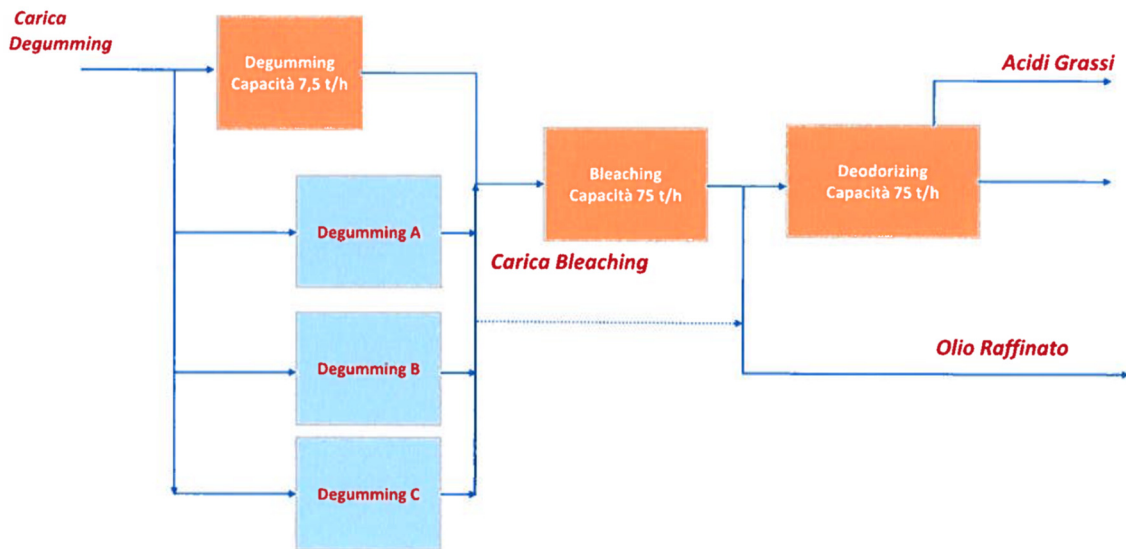 Carica
Degumming
Degumming
Capacità 7,5 t/h
Acidi Grassi
Bleaching
Capacità 75 t/h
Deodorizing
Capacità 75 t/h
Degumming A
Carica Bleaching
Olio Raffinato
Degumming B
Degumming C